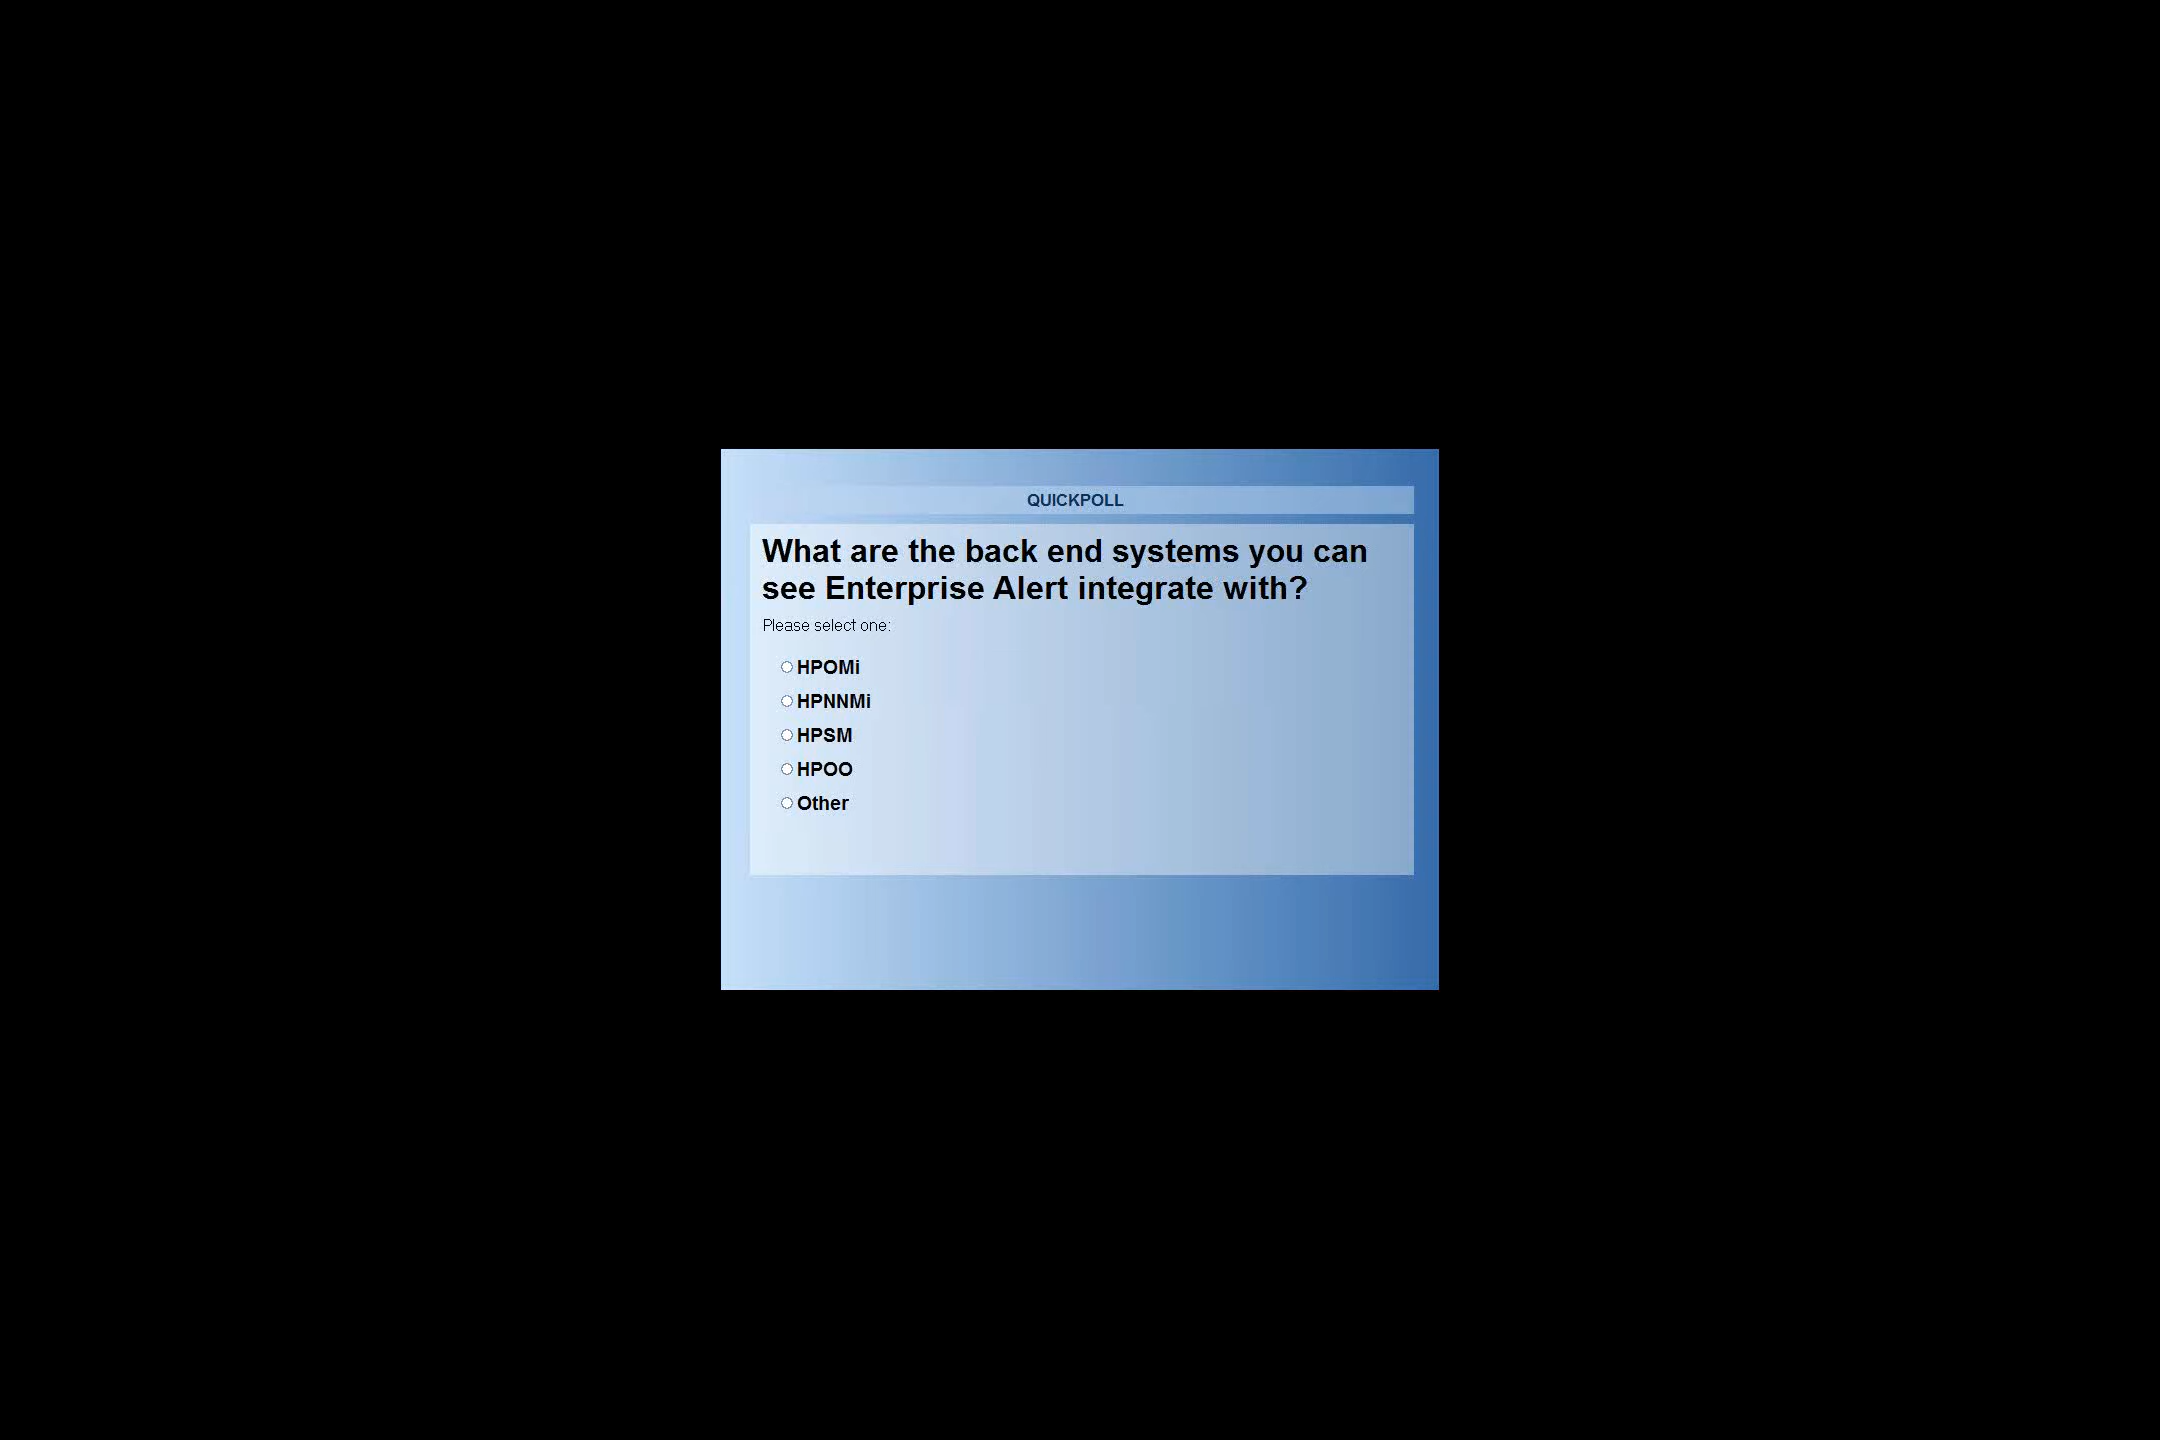 QUICKPOLL
What are the back end systems you can
see Enterprise Alert integrate with?
Please select one:
HPOMi
HPNNMi
HPSM
HPOO
Other